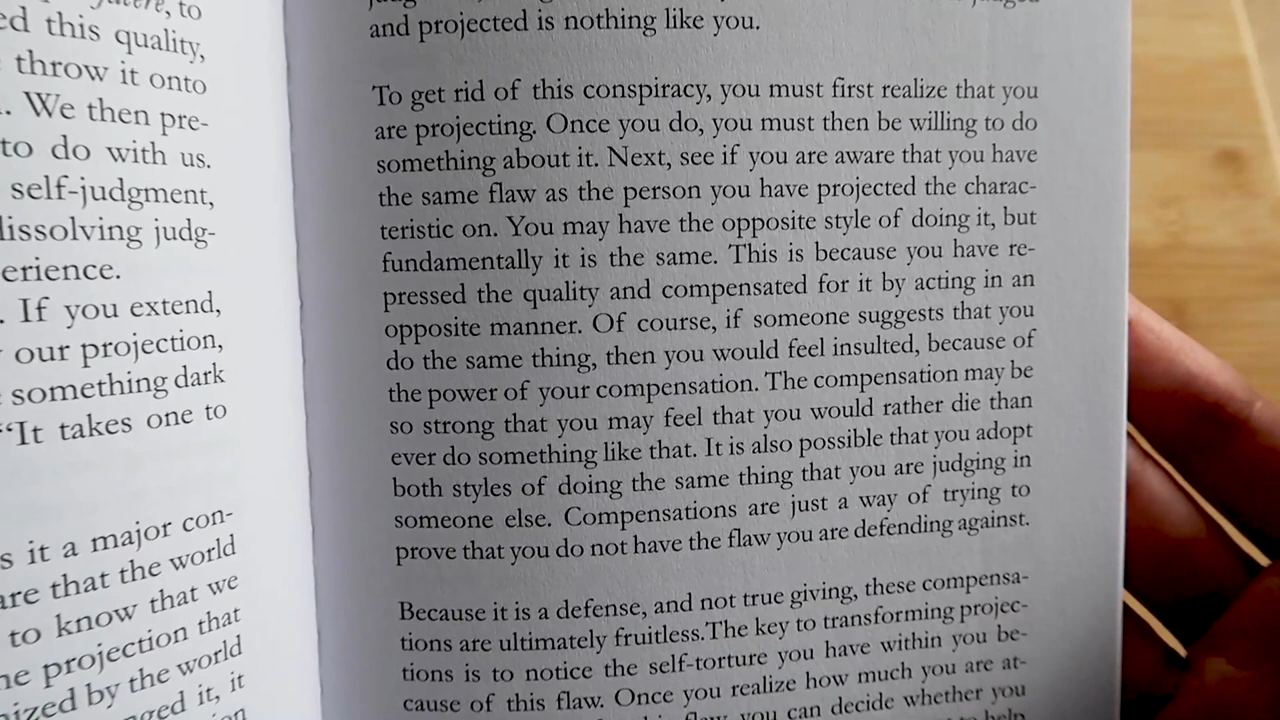 to
ed this quality,
throw it onto
. We then pre-
to do with us.
self-judgment,
dissolving judg-
erience.
. If you extend,
our projection,
something dark
“It takes one to
s it a major con-
are that the world
to know that we
projection that
by the world
it, it
and projected is nothing like you.
To get rid of this conspiracy, you must first realize that you
are projecting. Once you do, you must then be willing to do
something about it. Next, see if you are aware that you have
the same flaw as the person you have projected the charac-
teristic on. You may have the opposite style of doing it, but
fundamentally it is the same. This is because you have re-
pressed the quality and compensated for it by acting in an
opposite manner. Of course, if someone suggests that you
do the same thing, then you would feel insulted, because of
the power of your compensation. The compensation may be
so strong that you may feel that you would rather die than
ever do something like that. It is also possible that you adopt
both styles of doing the same thing that you are judging in
someone else. Compensations are just a way of trying to
prove that you do not have the flaw you are defending against.
Because it is a defense, and not true giving, these compensa-
tions are ultimately fruitless.The key to transforming projec-
tions is to notice the self-torture you have within you be-
cause of this flaw. Once you realize how much you are at-
you can decide whether you
help